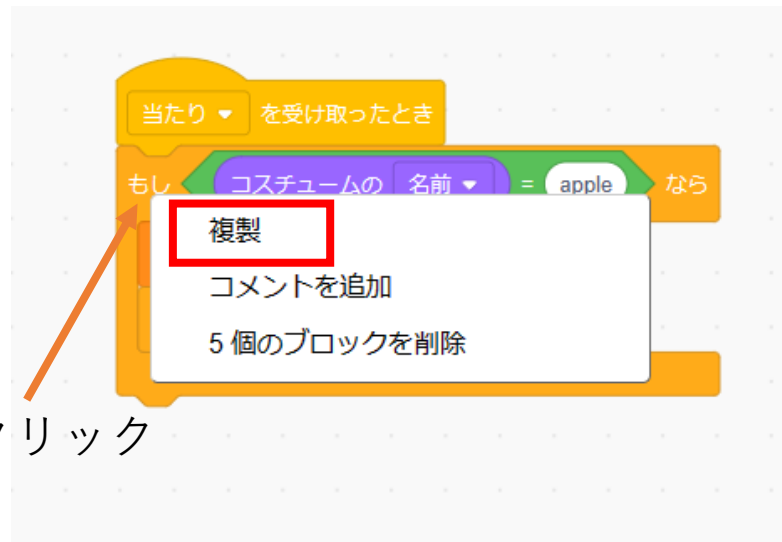 当たり を受け取ったとき
もし コスチュームの 名前 = apple なら
複製
コメントを追加
5 個のブロックを削除
クリック